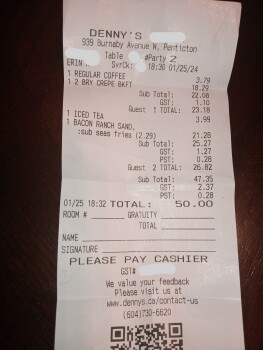 DENNY'S
939 Burnaby Avenue W, Penticton
Table #Party 2
ERIN SvrCk: 18:30 01/25/24
1 REGULAR COFFEE 3.79
1 2 BRY CREPE BKFT 18.29
Sub Total: 22.08
GST: 1.10
Guest 1 TOTAL: 23.18
1 ICED TEA 3.99
1 BACON RANCH SAND,
:sub seas fries (2.29) 21.28
Sub Total: 25.27
GST: 1.27
PST: 0.28
Guest 2 TOTAL: 26.82
Sub Total: 47.35
GST: 2.37
PST: 0.28
01/25 18:32 TOTAL: 50.00
ROOM # GRATUITY
TOTAL
NAME
SIGNATURE
PLEASE PAY CASHIER
GST#
We value your feedback
Please visit us at
www.dennys.ca/contact-us
(604)730-6620